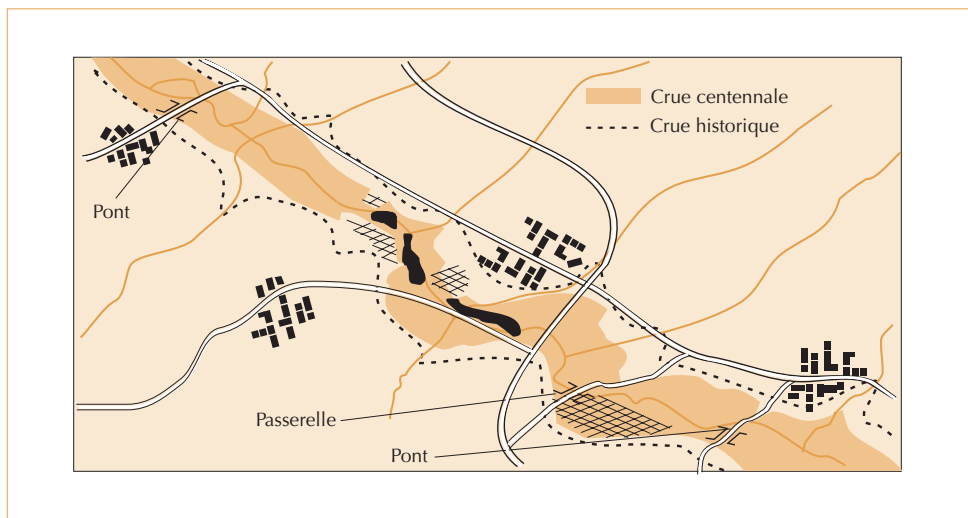 Crue centennale
Crue historique
Pont
Passerelle
Pont